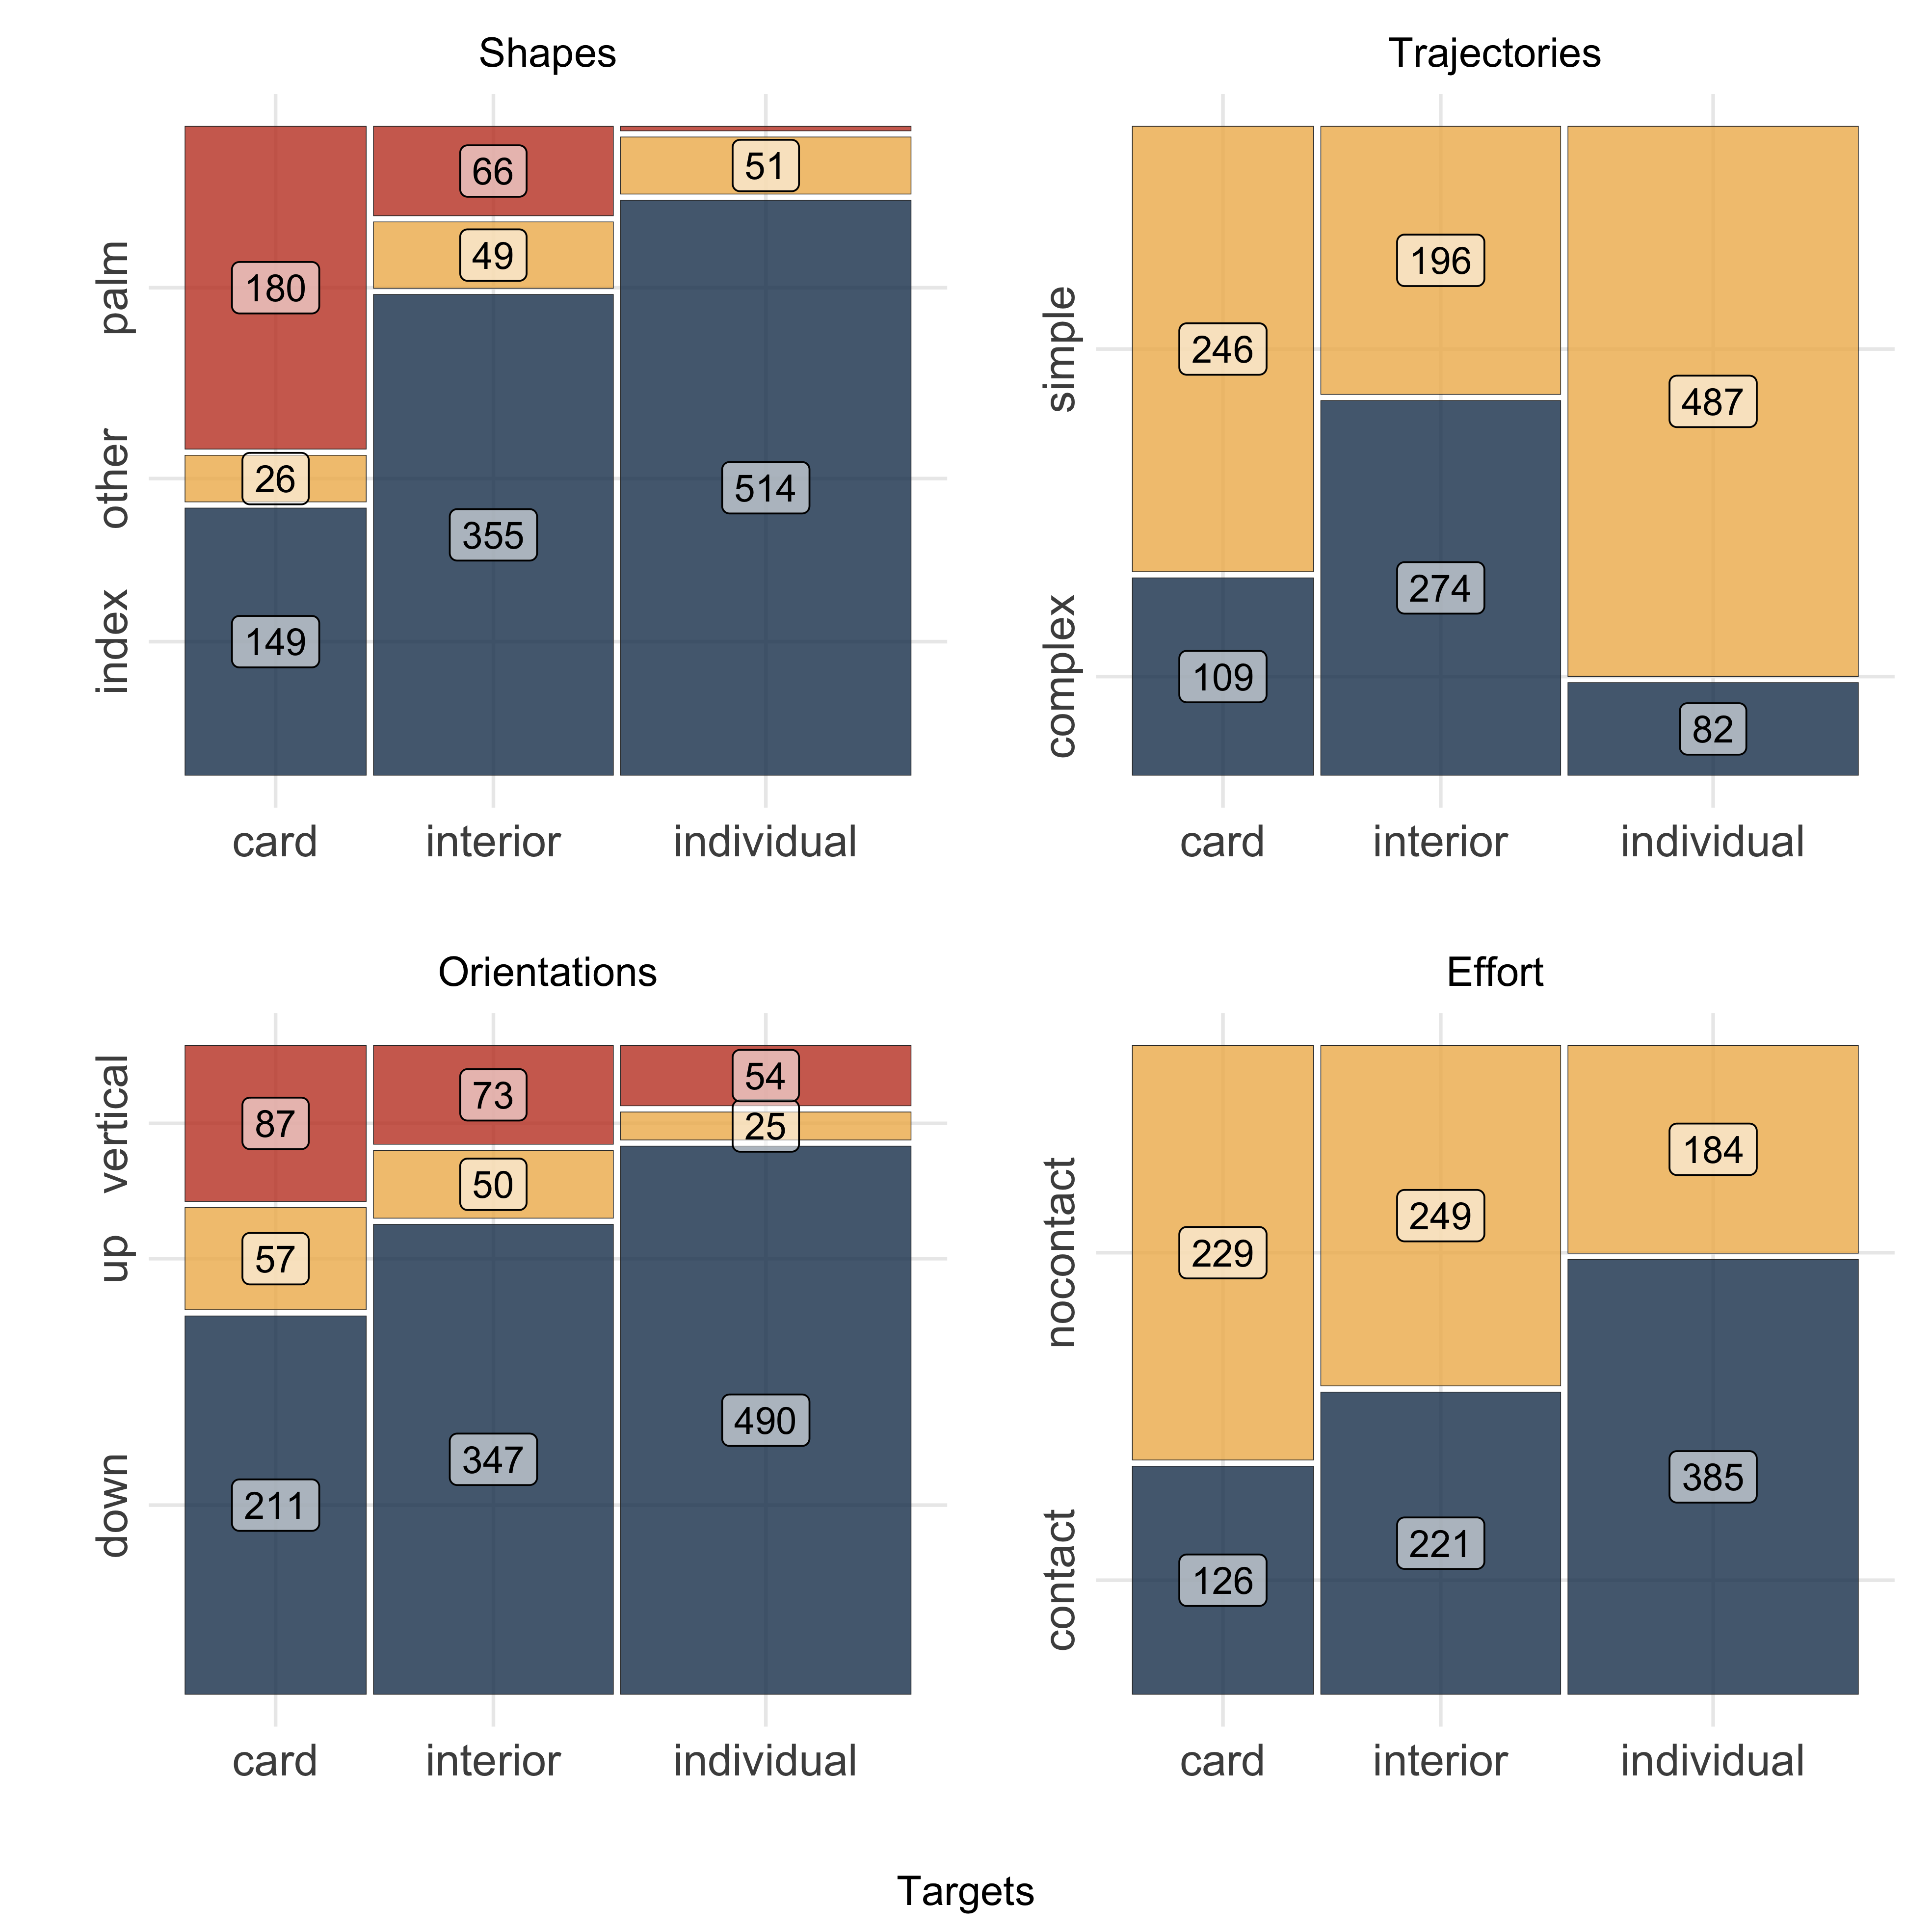 Shapes
palm
other
index
180
26
149
66
49
355
51
514
card interior individual
Trajectories
simple
complex
246
109
196
274
487
82
card interior individual
Orientations
vertical
up
down
87
57
211
73
50
347
54
25
490
card interior individual
Effort
nocontact
contact
229
126
249
221
184
385
card interior individual
Targets